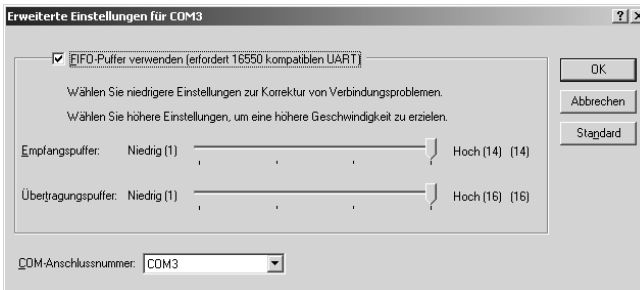 Erweiterte Einstellungen für COM3
FIFO-Puffer verwenden (erfordert 16550 kompatiblen UART)
OK
Wählen Sie niedrigere Einstellungen zur Korrektur von Verbindungsproblemen.
Abbrechen
Wählen Sie höhere Einstellungen, um eine höhere Geschwindigkeit zu erzielen.
Standard
Empfangspuffer: Niedrig (1) Hoch (14) (14)
Übertragungspuffer: Niedrig (1) Hoch (16) (16)
COM-Anschlussnummer: COM3